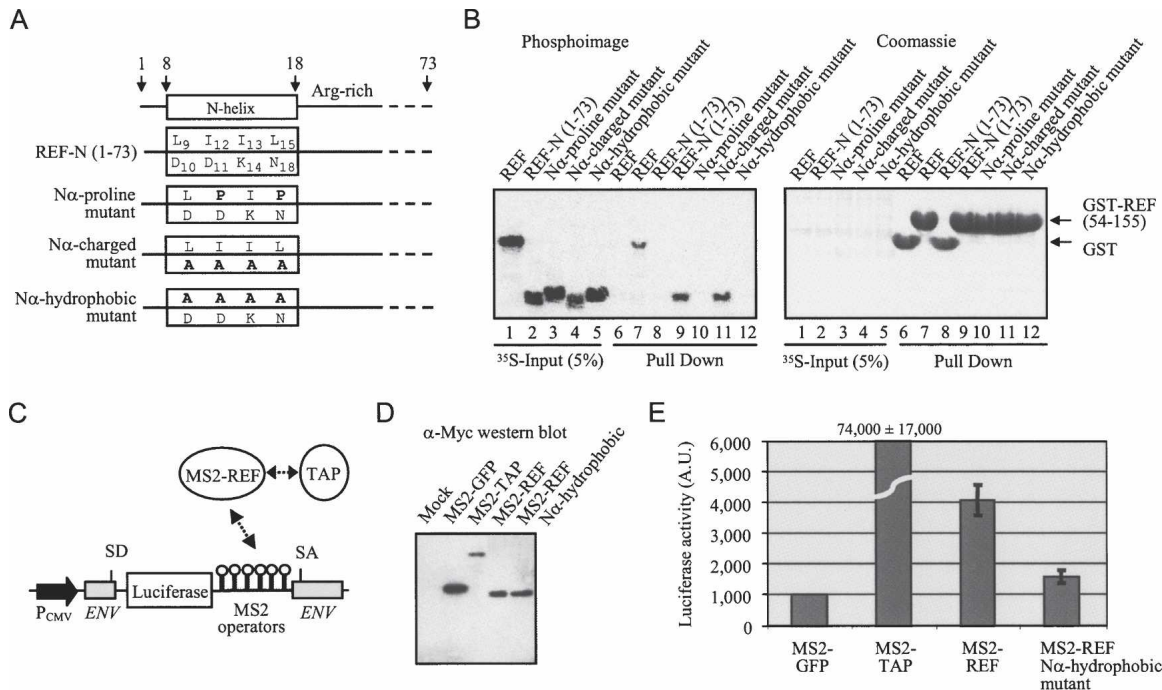 A
1 8 18 73
Arg-rich
N-helix
REF-N (1-73)
L9 I12 I13 L15
D10 D11 K14 N18
Nα-proline
mutant
L P I P
D D K N
Nα-charged
mutant
L I I L
A A A A
Nα-hydrophobic
mutant
A A A A
D D K N
B
Phosphoimage
REF
REF-N (1-73)
Nα-proline mutant
Nα-charged mutant
Nα-hydrophobic mutant
REF
REF
REF-N (1-73)
REF-N (1-73)
Nα-proline mutant
Nα-charged mutant
Nα-hydrophobic mutant
1 2 3 4 5 6 7 8 9 10 11 12
³⁵S-Input (5%)
Pull Down
Coomassie
REF
REF-N (1-73)
Nα-proline mutant
Nα-charged mutant
Nα-hydrophobic mutant
REF
REF
REF-N (1-73)
REF-N (1-73)
Nα-proline mutant
Nα-charged mutant
Nα-hydrophobic mutant
GST-REF
(54-155)
GST
1 2 3 4 5 6 7 8 9 10 11 12
³⁵S-Input (5%)
Pull Down
C
MS2-REF
TAP
SD
SA
Luciferase
PCMV
ENV
MS2
operators
ENV
D
α-Myc western blot
Mock
MS2-GFP
MS2-TAP
MS2-REF
MS2-REF
Nα-hydrophobic
E
74,000 ± 17,000
Luciferase activity (A.U.)
6,000
5,000
4,000
3,000
2,000
1,000
0
MS2-
GFP
MS2-
TAP
MS2-
REF
MS2-REF
Nα-hydrophobic
mutant